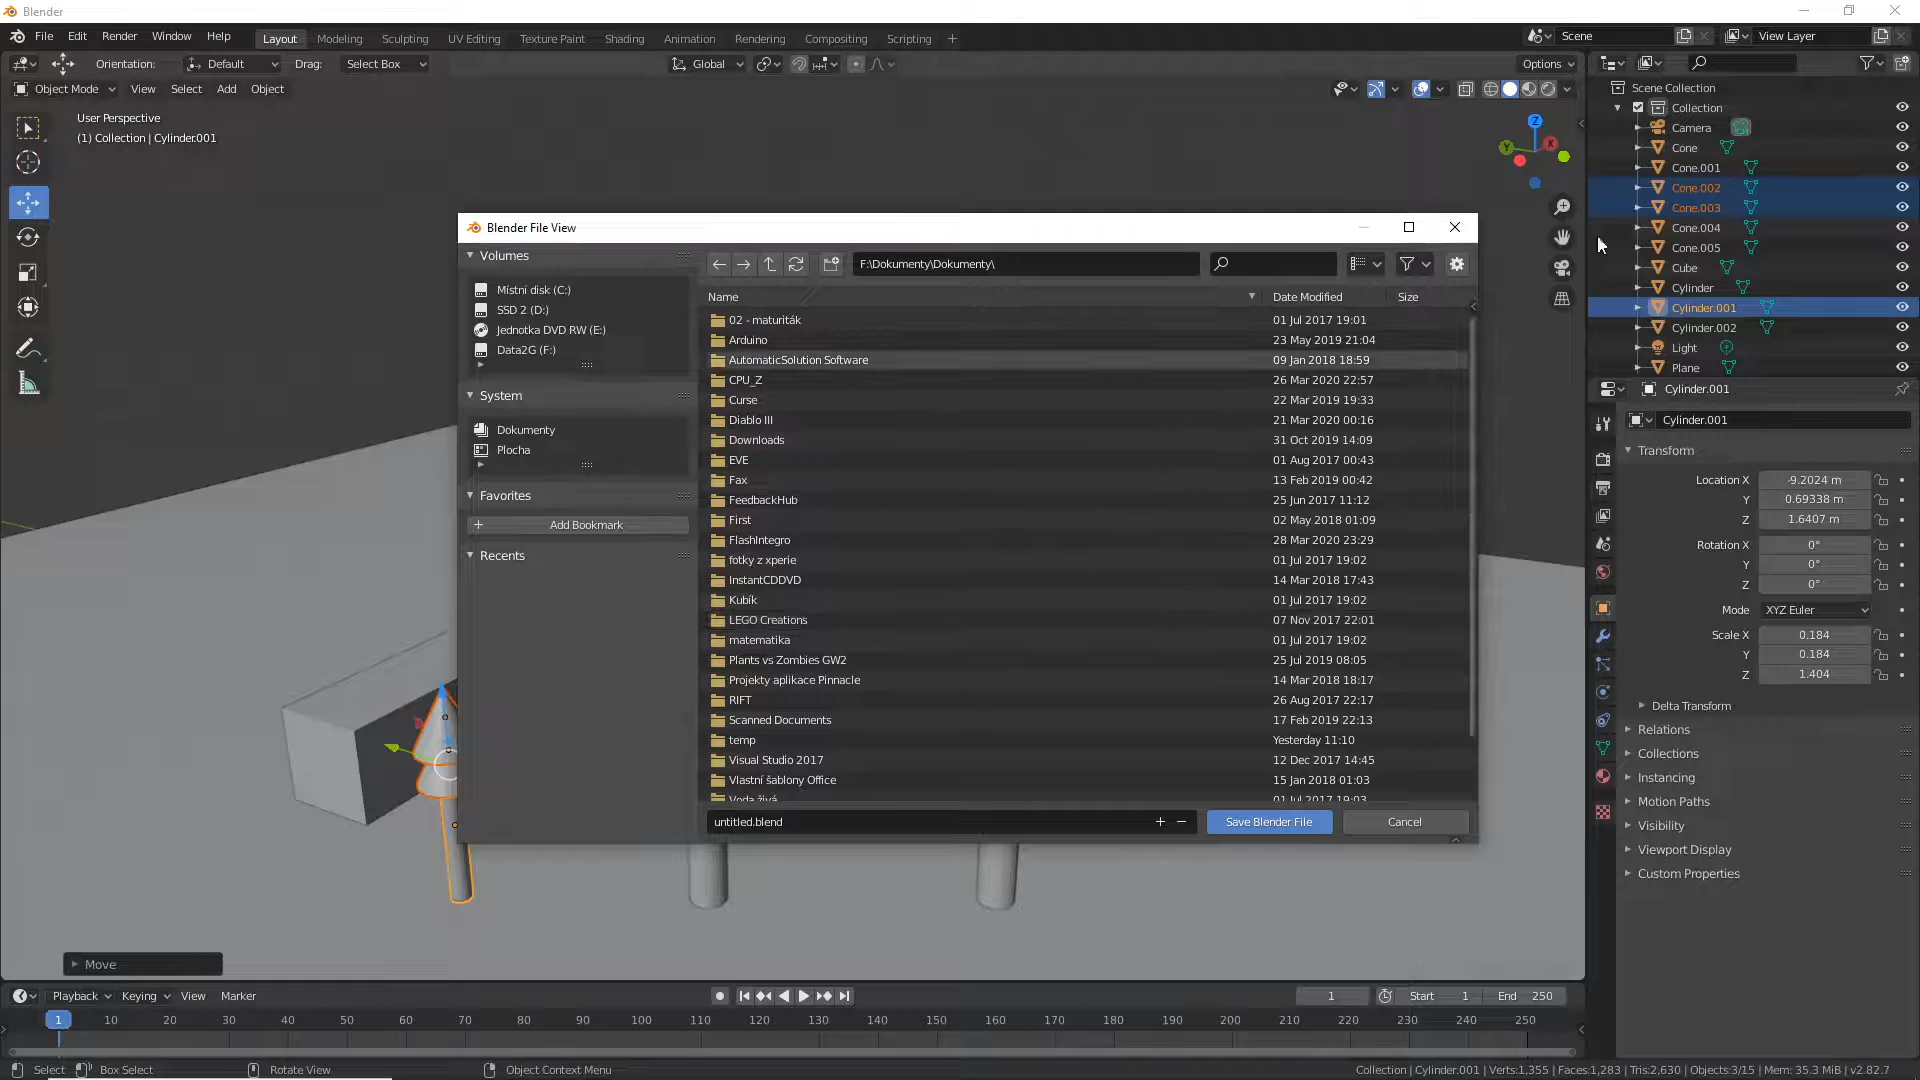 Blender
File Edit Render Window Help
Layout Modeling Sculpting UV Editing Texture Paint Shading Animation Rendering Compositing Scripting +
Scene
View Layer
Orientation: Default Drag: Select Box
Global
Options
Object Mode View Select Add Object
User Perspective
(1) Collection | Cylinder.001
Z
Y
X
Scene Collection
Collection
Camera
Cone
Cone.001
Cone.002
Cone.003
Cone.004
Cone.005
Cube
Cylinder
Cylinder.001
Cylinder.002
Light
Plane
Blender File View
Volumes
Místní disk (C:)
SSD 2 (D:)
Jednotka DVD RW (E:)
Data2G (F:)
System
Dokumenty
Plocha
Favorites
+ Add Bookmark
Recents
F:\Dokumenty\Dokumenty\
Name Date Modified Size
02 - maturiták 01 Jul 2017 19:01
Arduino 23 May 2019 21:04
AutomaticSolution Software 09 Jan 2018 18:59
CPU_Z 26 Mar 2020 22:57
Curse 22 Mar 2019 19:33
Diablo III 21 Mar 2020 00:16
Downloads 31 Oct 2019 14:09
EVE 01 Aug 2017 00:43
Fax 13 Feb 2019 00:42
FeedbackHub 25 Jun 2017 11:12
First 02 May 2018 01:09
FlashIntegro 28 Mar 2020 23:29
fotky z xperie 01 Jul 2017 19:02
InstantCDDVD 14 Mar 2018 17:43
Kubík 01 Jul 2017 19:02
LEGO Creations 07 Nov 2017 22:01
matematika 01 Jul 2017 19:02
Plants vs Zombies GW2 25 Jul 2019 08:05
Projekty aplikace Pinnacle 14 Mar 2018 18:17
RIFT 26 Aug 2017 22:17
Scanned Documents 17 Feb 2019 22:13
temp Yesterday 11:10
Visual Studio 2017 12 Dec 2017 14:45
Vlastní šablony Office 15 Jan 2018 01:03
Voda živá 01 Jul 2017 19:03
untitled.blend + − Save Blender File Cancel
Cylinder.001
Cylinder.001
Transform
Location X -9.2024 m
Y 0.69338 m
Z 1.6407 m
Rotation X 0°
Y 0°
Z 0°
Mode XYZ Euler
Scale X 0.184
Y 0.184
Z 1.404
Delta Transform
Relations
Collections
Instancing
Motion Paths
Visibility
Viewport Display
Custom Properties
Move
Playback Keying View Marker
1 Start 1 End 250
1 10 20 30 40 50 60 70 80 90 100 110 120 130 140 150 160 170 180 190 200 210 220 230 240 250
Select Box Select Rotate View Object Context Menu
Collection | Cylinder.001 | Verts:1,355 | Faces:1,283 | Tris:2,630 | Objects:3/15 | Mem: 35.3 MiB | v2.82.7